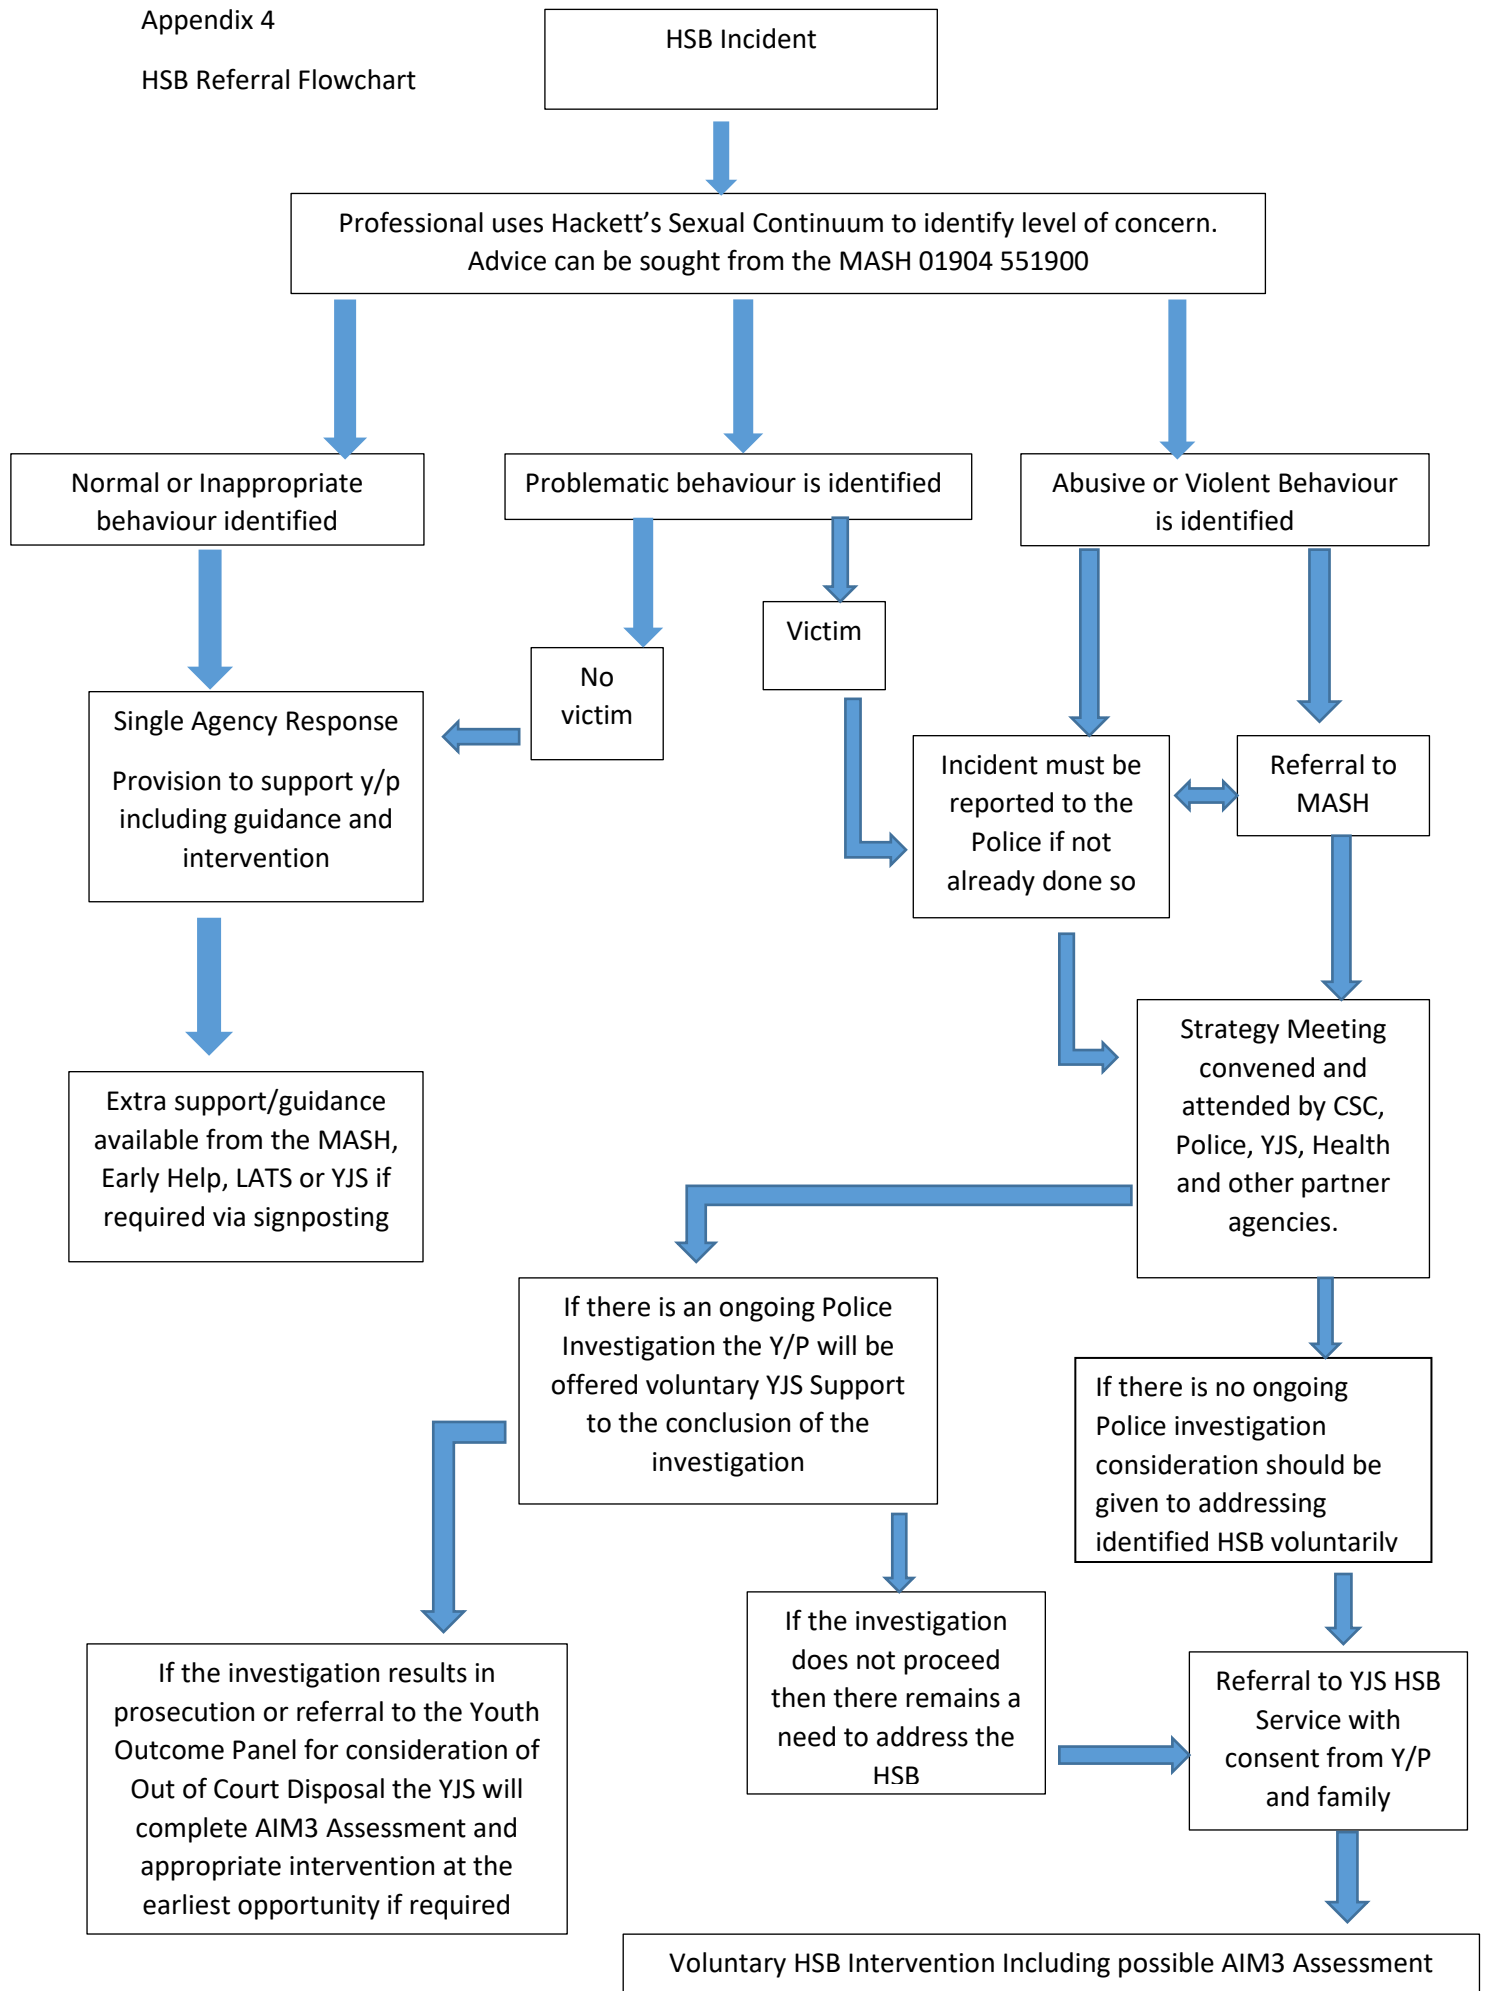 Appendix 4
HSB Referral Flowchart
HSB Incident
Professional uses Hackett's Sexual Continuum to identify level of concern.
Advice can be sought from the MASH 01904 551900
Normal or Inappropriate
behaviour identified
Problematic behaviour is identified
Abusive or Violent Behaviour
is identified
Victim
No
victim
Single Agency Response
Provision to support y/p
including guidance and
intervention
Incident must be
reported to the
Police if not
already done so
Referral to
MASH
Strategy Meeting
convened and
attended by CSC,
Police, YJS, Health
and other partner
agencies.
Extra support/guidance
available from the MASH,
Early Help, LATS or YJS if
required via signposting
If there is an ongoing Police
Investigation the Y/P will be
offered voluntary YJS Support
to the conclusion of the
investigation
If there is no ongoing
Police investigation
consideration should be
given to addressing
identified HSB voluntarily
If the investigation
does not proceed
then there remains a
need to address the
HSB
If the investigation results in
prosecution or referral to the Youth
Outcome Panel for consideration of
Out of Court Disposal the YJS will
complete AIM3 Assessment and
appropriate intervention at the
earliest opportunity if required
Referral to YJS HSB
Service with
consent from Y/P
and family
Voluntary HSB Intervention Including possible AIM3 Assessment